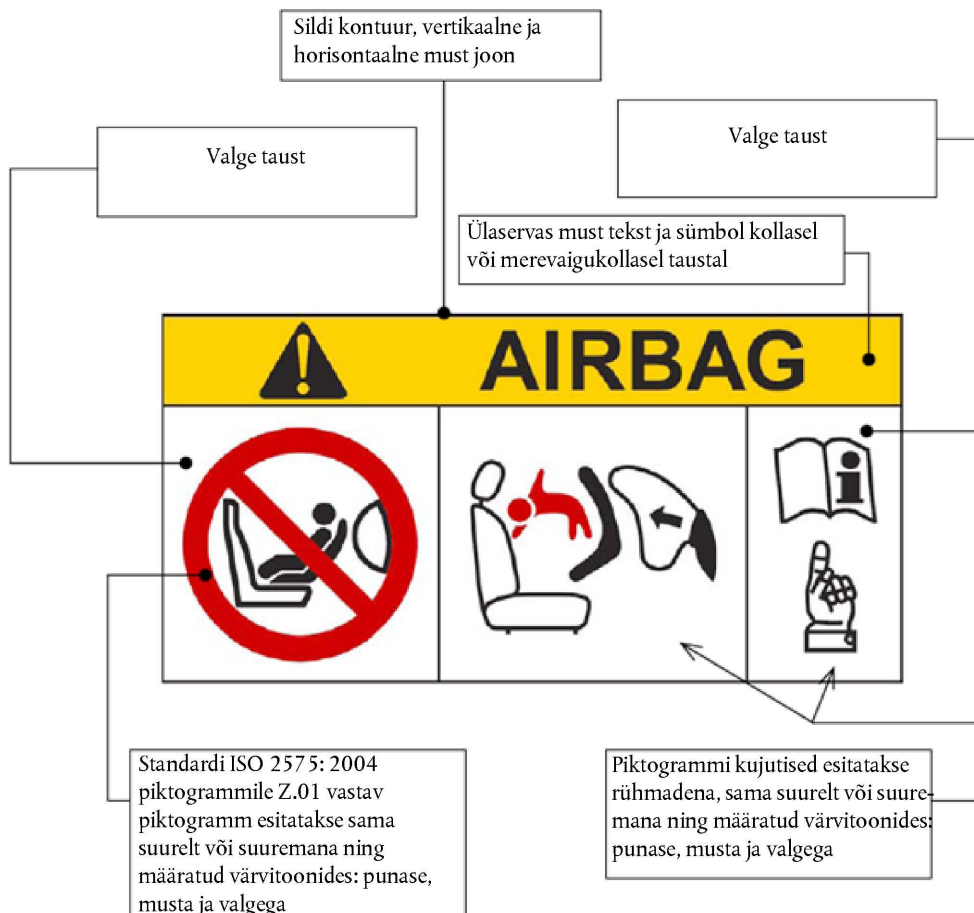 Sildi kontuur, vertikaalne ja
horisontaalne must joon
Valge taust
Valge taust
Ülaservas must tekst ja sümbol kollasel
või merevaigukollasel taustal
AIRBAG
Standardi ISO 2575: 2004
piktogrammile Z.01 vastav
piktogramm esitatakse sama
suurelt või suuremana ning
määratud värvitoonides: punase,
musta ja valgega
Piktogrammi kujutised esitatakse
rühmadena, sama suurelt või suure-
mana ning määratud värvitoonides:
punase, musta ja valgega